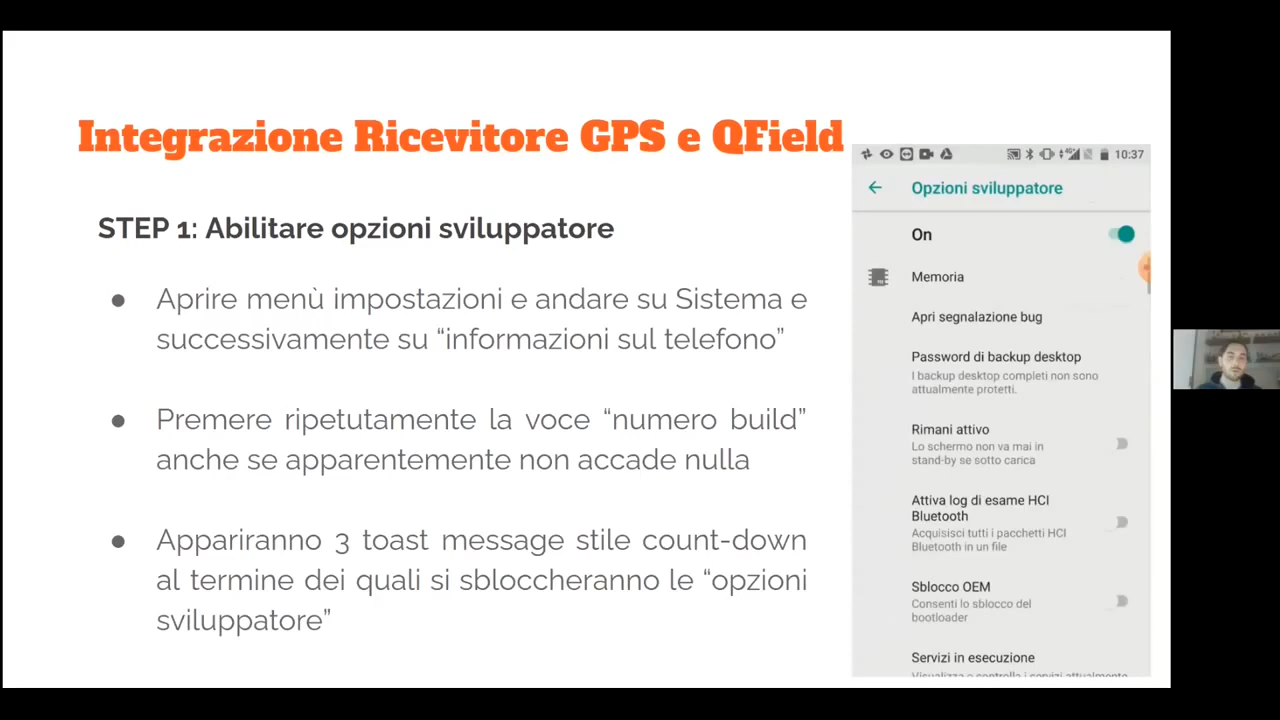 Integrazione Ricevitore GPS e QField
STEP 1: Abilitare opzioni sviluppatore
● Aprire menù impostazioni e andare su Sistema e
successivamente su “informazioni sul telefono”
● Premere ripetutamente la voce “numero build”
anche se apparentemente non accade nulla
● Appariranno 3 toast message stile count-down
al termine dei quali si sbloccheranno le “opzioni
sviluppatore”
10:37
Opzioni sviluppatore
On
Memoria
Apri segnalazione bug
Password di backup desktop
I backup desktop completi non sono
attualmente protetti.
Rimani attivo
Lo schermo non va mai in
stand-by se sotto carica
Attiva log di esame HCI
Bluetooth
Acquisisci tutti i pacchetti HCI
Bluetooth in un file
Sblocco OEM
Consenti lo sblocco del
bootloader
Servizi in esecuzione
Visualizza e controlla i servizi attualmente